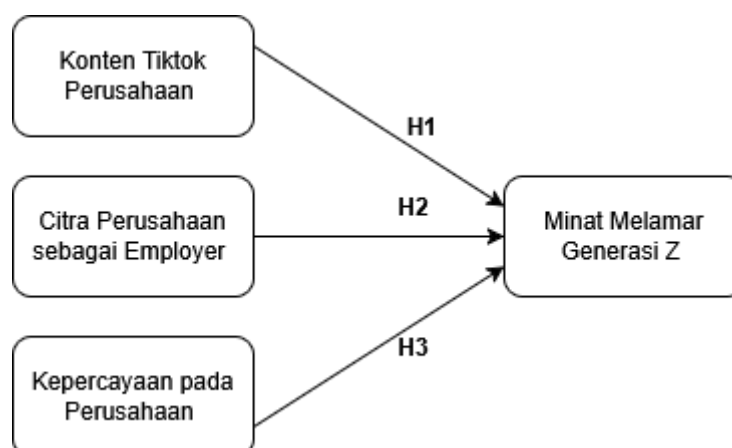 Konten Tiktok
Perusahaan
H1
Citra Perusahaan
sebagai Employer
H2
Minat Melamar
Generasi Z
H3
Kepercayaan pada
Perusahaan